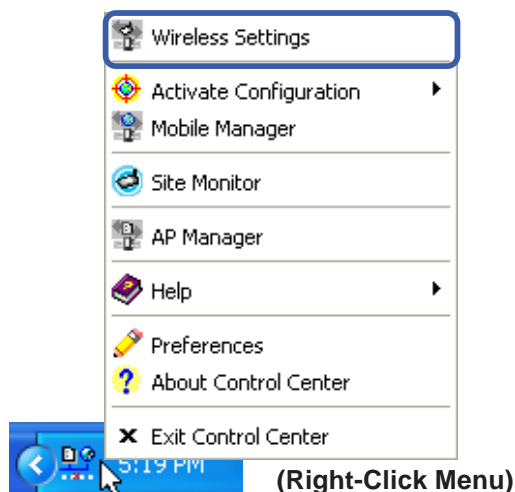 Wireless Settings
Activate Configuration
Mobile Manager
Site Monitor
AP Manager
Help
Preferences
About Control Center
Exit Control Center
5:19 PM
(Right-Click Menu)